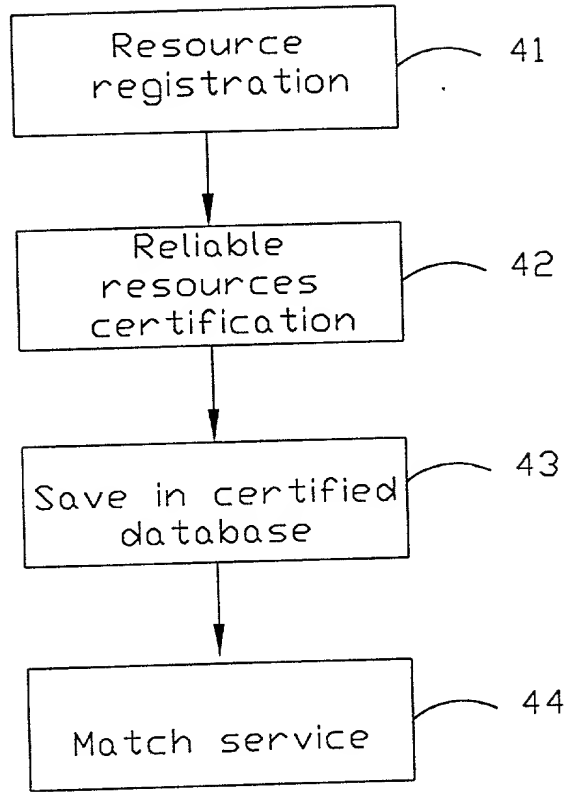 Resource
registration
41
Reliable
resources
certification
42
Save in certified
database
43
Match service
44